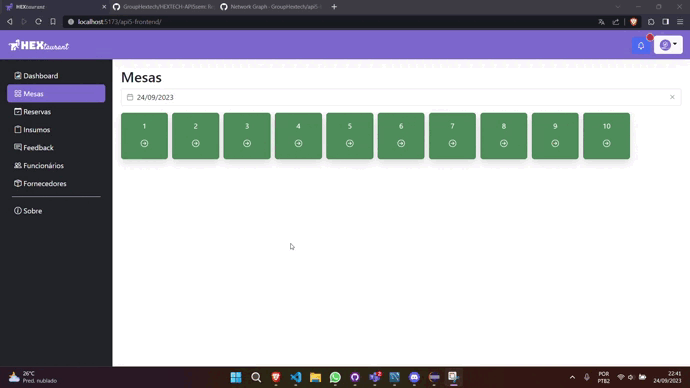 HEXtaurant
GroupHextech/HEXTECH-API5sem: R
Network Graph · GroupHextech/api5-
localhost:5173/api5-frontend/
HEXtaurant
Dashboard
Mesas
Reservas
Insumos
Feedback
Funcionários
Fornecedores
Sobre
Mesas
24/09/2023
1 2 3 4 5 6 7 8 9 10
26°C
Pred. nublado
POR
PTB2
22:41
24/09/2023